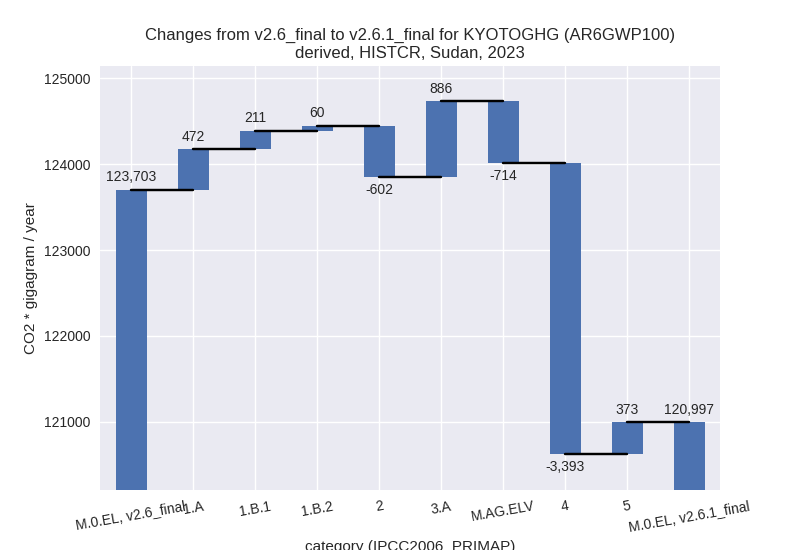 Changes from v2.6_final to v2.6.1_final for KYOTOGHG (AR6GWP100)
derived, HISTCR, Sudan, 2023
CO2 * gigagram / year
125000
124000
123000
122000
121000
123,703
472
211
60
-602
886
-714
-3,393
373
120,997
M.0.EL, v2.6_final
1.A
1.B.1
1.B.2
2
3.A
M.AG.ELV
4
5
M.0.EL, v2.6.1_final
category (IPCC2006_PRIMAP)